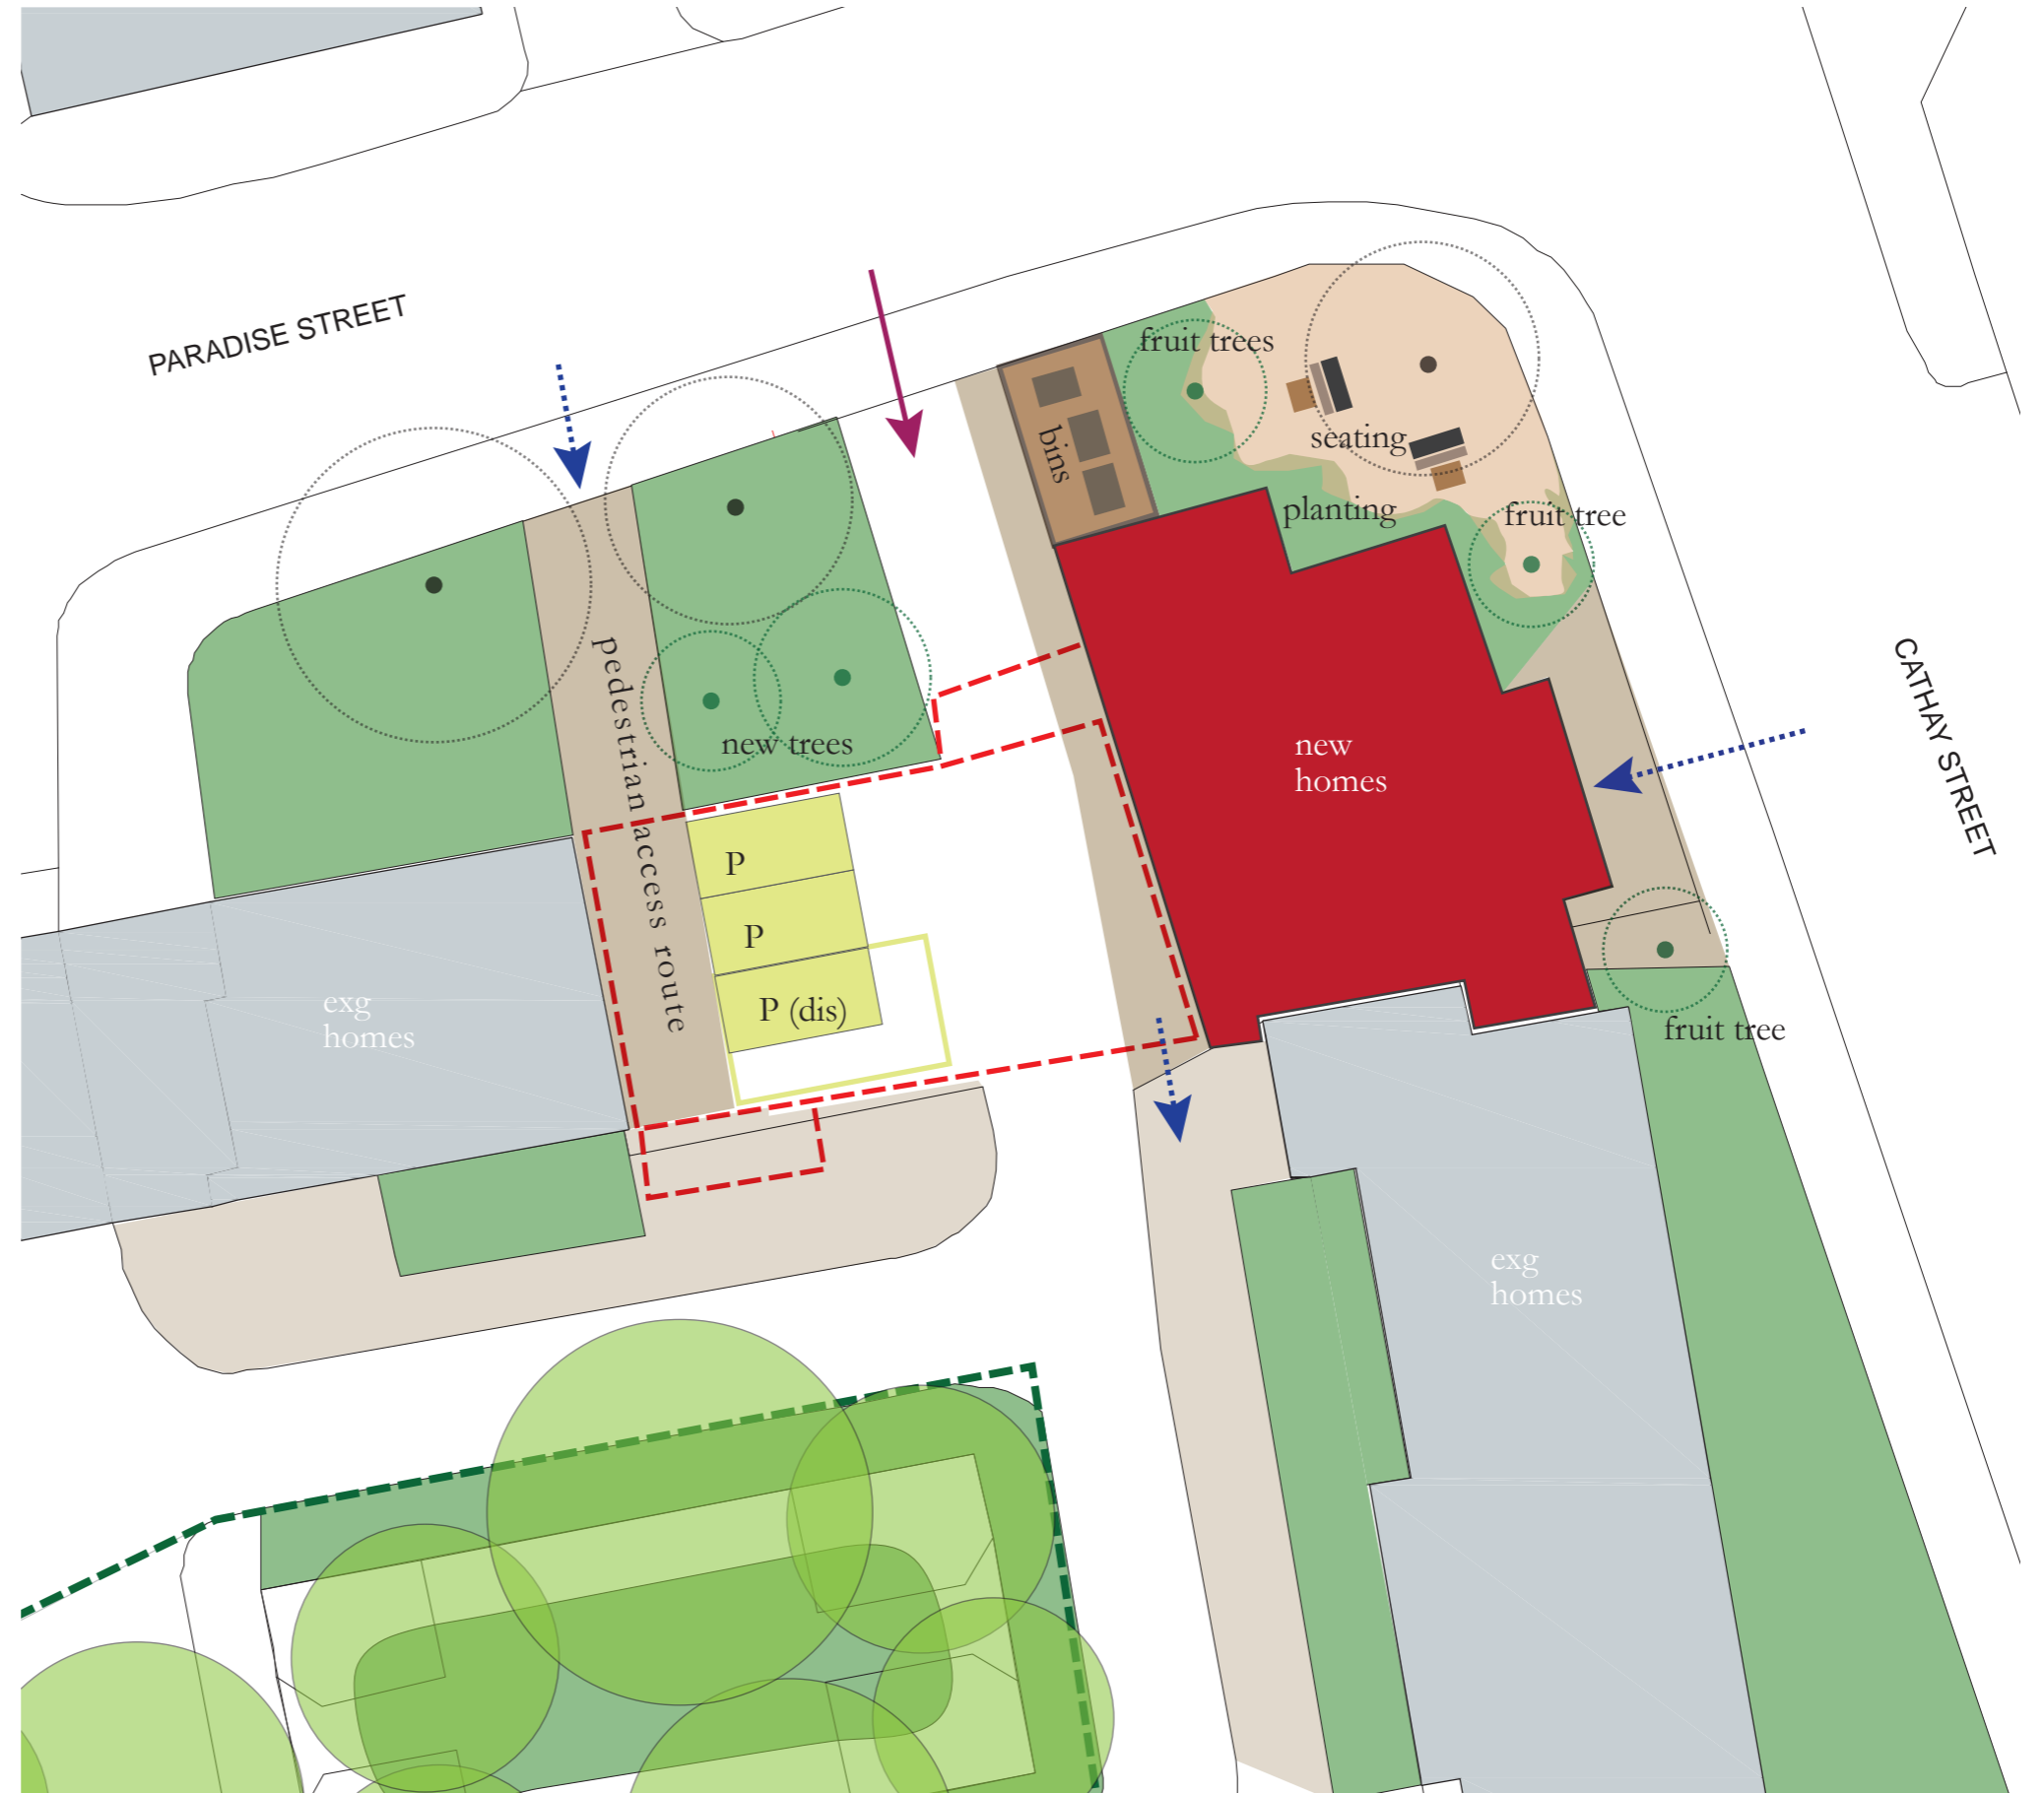 PARADISE STREET
fruit trees
seating
bins
planting
fruit tree
pedestrian access route
new trees
new
homes
CATHAY STREET
P
P
P (dis)
exg
homes
fruit tree
exg
homes